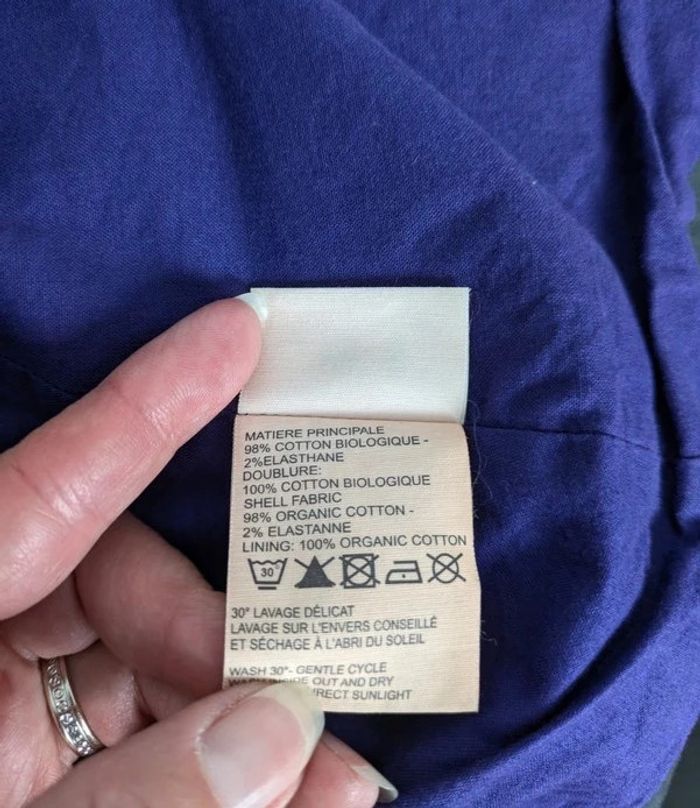 MATIERE PRINCIPALE
98% COTTON BIOLOGIQUE -
2%ELASTHANE
DOUBLURE:
100% COTTON BIOLOGIQUE
SHELL FABRIC
98% ORGANIC COTTON -
2% ELASTANNE
LINING: 100% ORGANIC COTTON
30
30° LAVAGE DÉLICAT
LAVAGE SUR L'ENVERS CONSEILLÉ
ET SÉCHAGE À L'ABRI DU SOLEIL
WASH 30°- GENTLE CYCLE
OUT AND DRY
SUNLIGHT